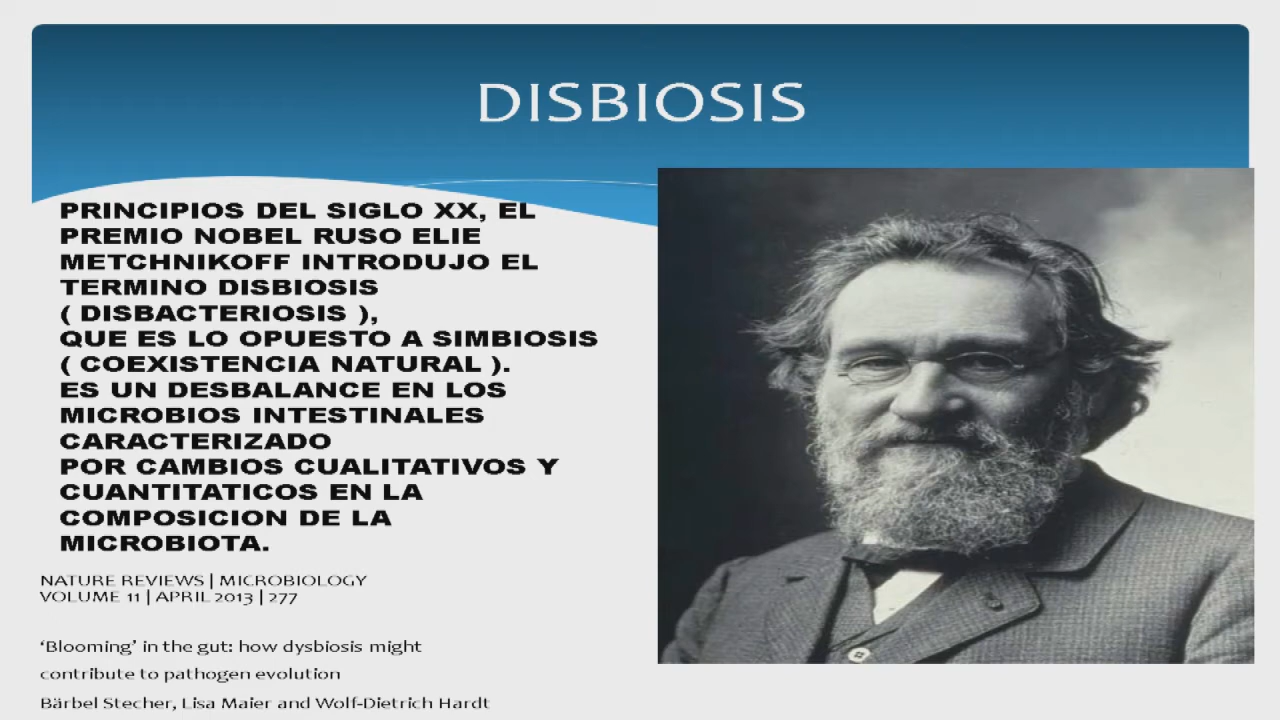 DISBIOSIS
PRINCIPIOS DEL SIGLO XX, EL
PREMIO NOBEL RUSO ELIE
METCHNIKOFF INTRODUJO EL
TERMINO DISBIOSIS
( DISBACTERIOSIS ),
QUE ES LO OPUESTO A SIMBIOSIS
( COEXISTENCIA NATURAL ).
ES UN DESBALANCE EN LOS
MICROBIOS INTESTINALES
CARACTERIZADO
POR CAMBIOS CUALITATIVOS Y
CUANTITATICOS EN LA
COMPOSICION DE LA
MICROBIOTA.
NATURE REVIEWS | MICROBIOLOGY
VOLUME 11 | APRIL 2013 | 277
‘Blooming’ in the gut: how dysbiosis might
contribute to pathogen evolution
Bärbel Stecher, Lisa Maier and Wolf-Dietrich Hardt